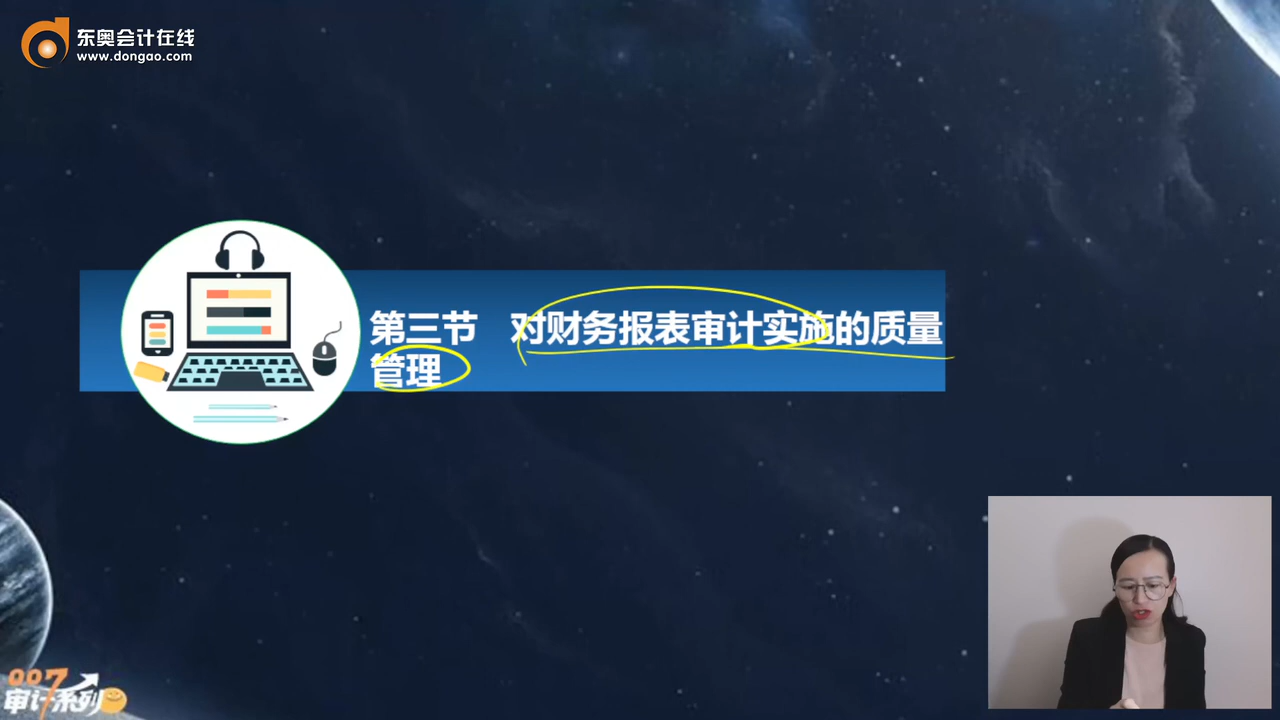 东奥会计在线
www.dongao.com
第三节 对财务报表审计实施的质量
管理
007
审计系列